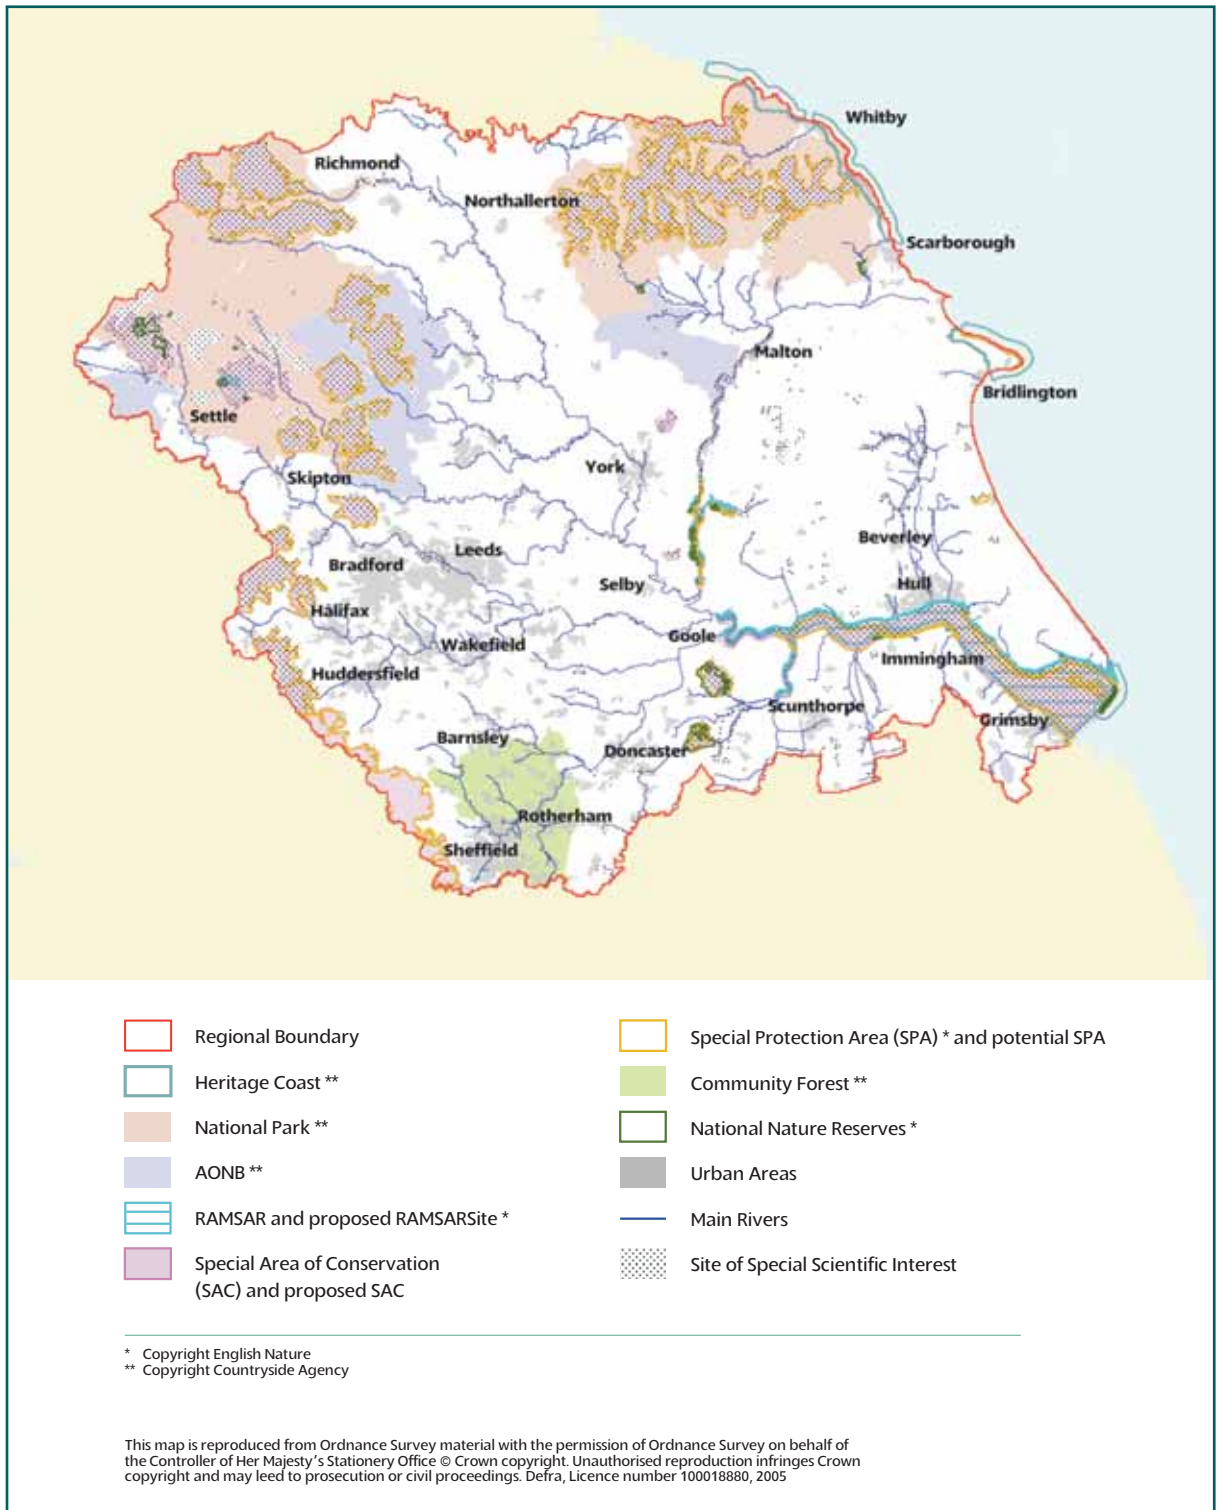 Whitby
Richmond
Northallerton
Scarborough
Malton
Bridlington
Settle
York
Skipton
Beverley
Leeds
Bradford
Selby
Hull
Halifax
Goole
Wakefield
Immingham
Huddersfield
Scunthorpe
Grimsby
Barnsley
Doncaster
Rotherham
Sheffield
Regional Boundary
Heritage Coast **
National Park **
AONB **
RAMSAR and proposed RAMSARSite *
Special Area of Conservation
(SAC) and proposed SAC
Special Protection Area (SPA) * and potential SPA
Community Forest **
National Nature Reserves *
Urban Areas
Main Rivers
Site of Special Scientific Interest
* Copyright English Nature
** Copyright Countryside Agency
This map is reproduced from Ordnance Survey material with the permission of Ordnance Survey on behalf of
the Controller of Her Majesty's Stationery Office © Crown copyright. Unauthorised reproduction infringes Crown
copyright and may leed to prosecution or civil proceedings. Defra, Licence number 100018880, 2005